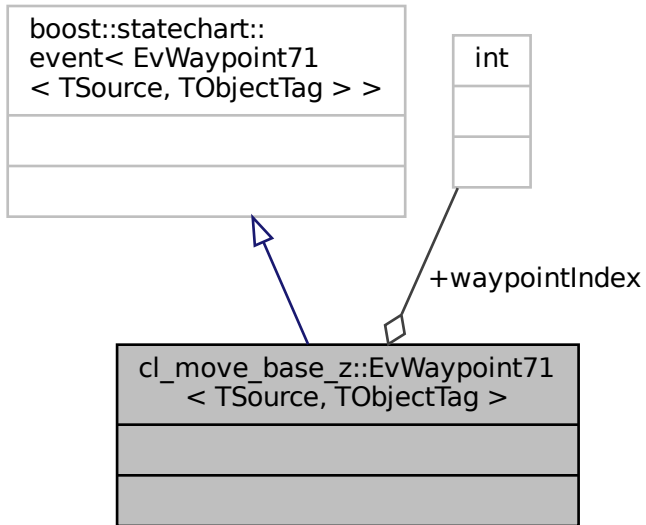 boost::statechart::
event< EvWaypoint71
< TSource, TObjectTag > >
int
+waypointIndex
cl_move_base_z::EvWaypoint71
< TSource, TObjectTag >